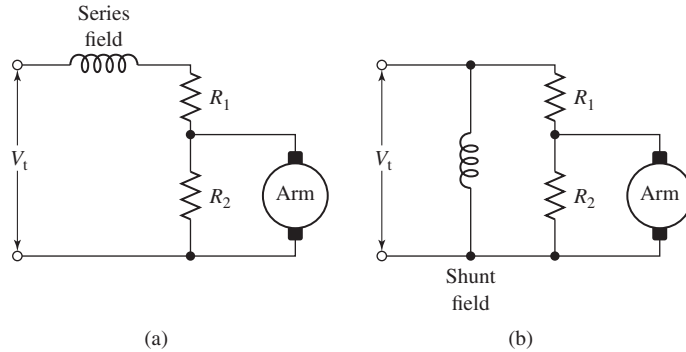 Series
field
R1
Vt
R2
Arm
(a)
R1
Vt
R2
Arm
Shunt
field
(b)